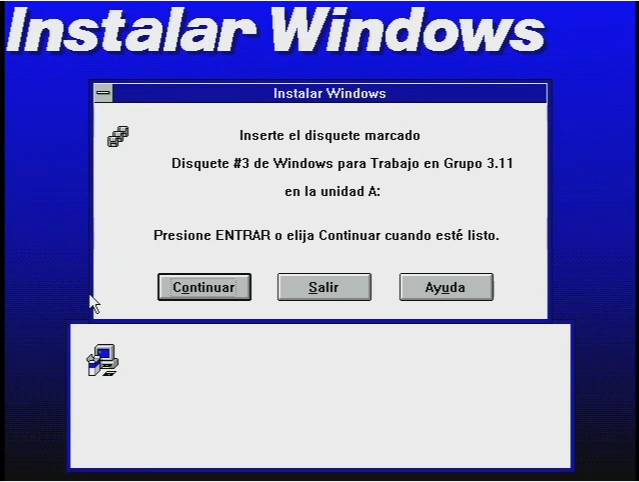 Instalar Windows
Instalar Windows
Inserte el disquete marcado
Disquete #3 de Windows para Trabajo en Grupo 3.11
en la unidad A:
Presione ENTRAR o elija Continuar cuando esté listo.
Continuar Salir Ayuda